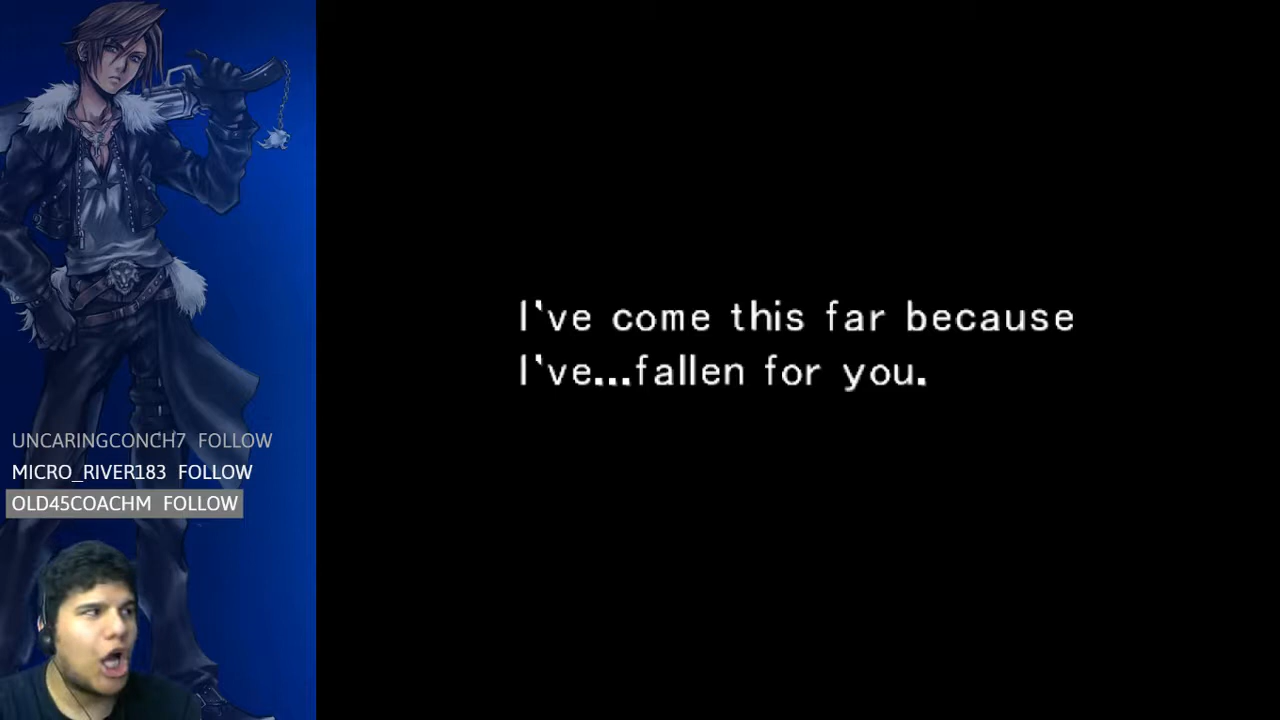 I've come this far because
I've...fallen for you.
UNCARINGCONCH7 FOLLOW
MICRO_RIVER183 FOLLOW
OLD45COACHM FOLLOW